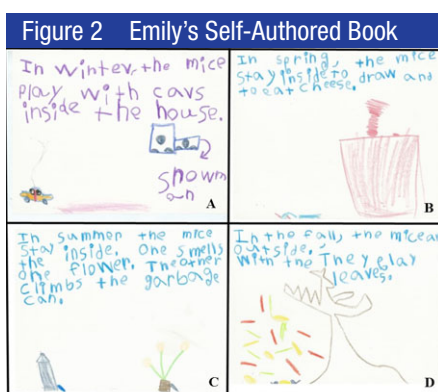 Figure 2 Emily's Self-Authored Book
In winter, the mice
play with cars
inside the house.
snowm
an
A
In spring, the mice
stay inside to draw and
to eat cheese.
B
In summer the mice
stay inside. One smells
the flower. The other
one climbs the garbage
can.
C
In the fall, the mice are
outside.
with the They play
leaves.
D